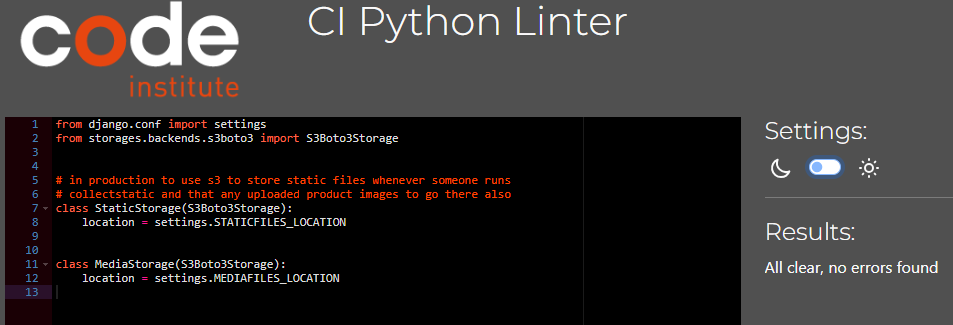 code
institute
CI Python Linter
1 from django.conf import settings
2 from storages.backends.s3boto3 import S3Boto3Storage
3
4
5 # in production to use s3 to store static files whenever someone runs
6 # collectstatic and that any uploaded product images to go there also
7 class StaticStorage(S3Boto3Storage):
8     location = settings.STATICFILES_LOCATION
9
10
11 class MediaStorage(S3Boto3Storage):
12     location = settings.MEDIAFILES_LOCATION
13
Settings:
Results:
All clear, no errors found